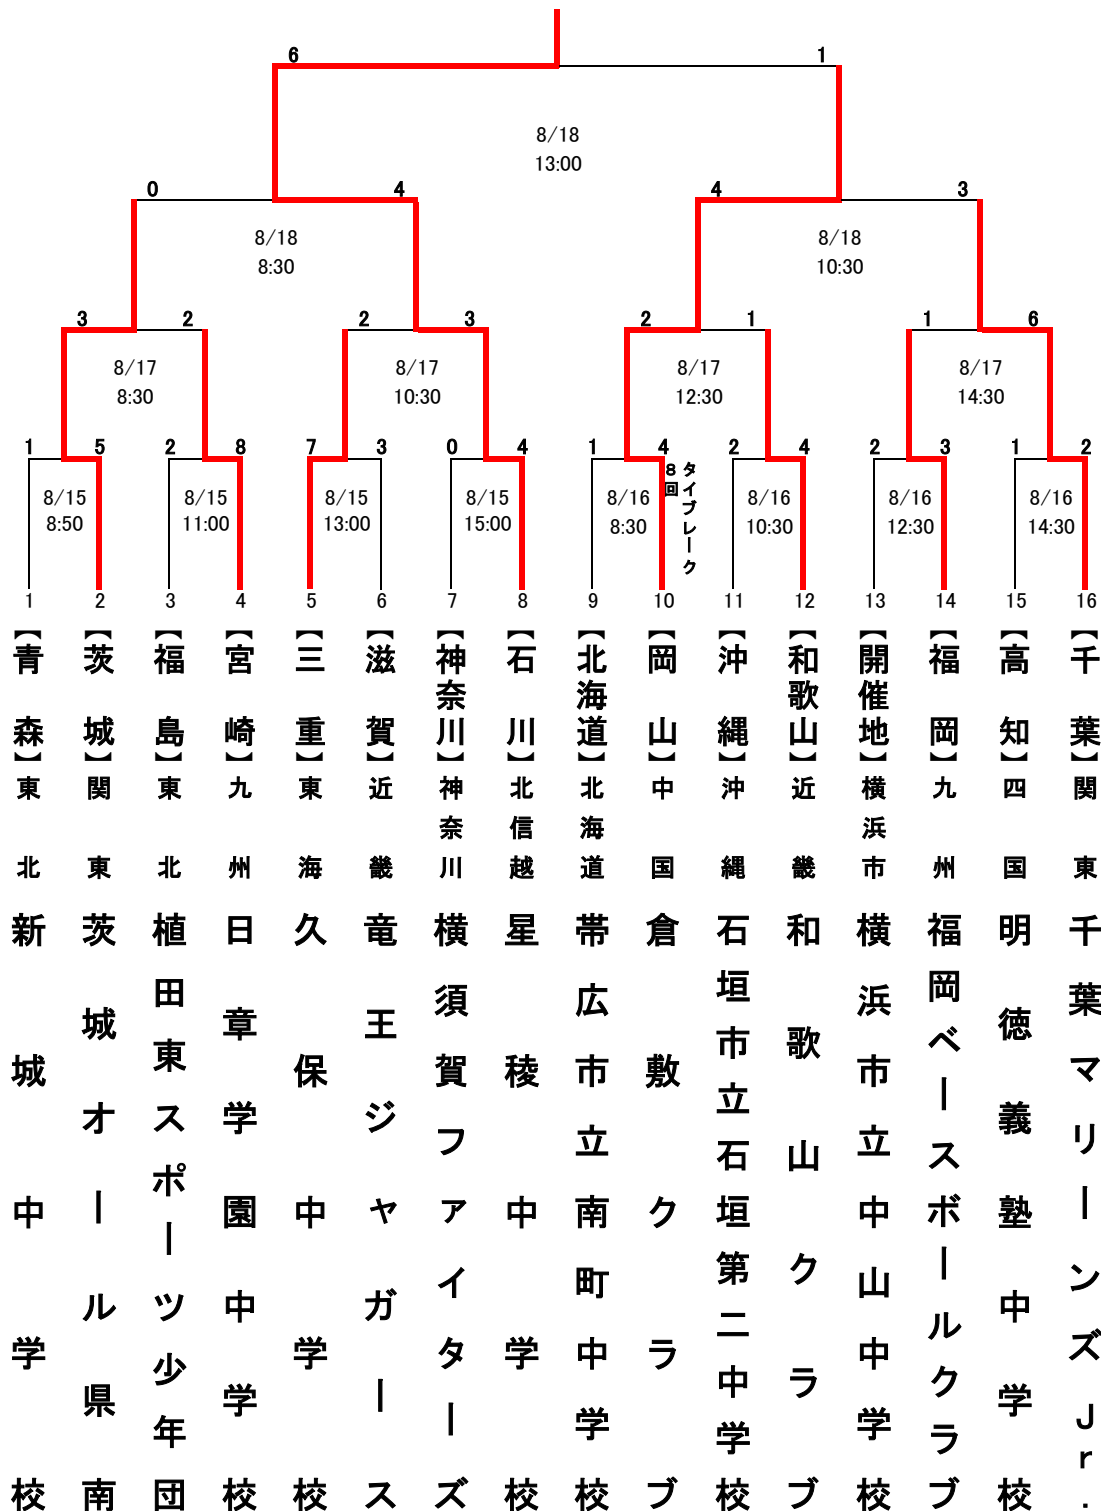 6 1
8/18
13:00
0 4 4 3
8/18 8/18
8:30 10:30
3 2 2 3 2 1 1 6
8/17 8/17 8/17 8/17
8:30 10:30 12:30 14:30
1 5 2 8 7 3 0 4 1 4 2 4 2 3 1 2
8/15 8/15 8/15 8/15 8/16 8/16 8/16 8/16
8:50 11:00 13:00 15:00 8:30 10:30 12:30 14:30
タイブレーク
8回
1 2 3 4 5 6 7 8 9 10 11 12 13 14 15 16
【青森】東北 新城中学校
【茨城】関東 茨城オール県南
【福島】東北 植田東スポーツ少年団
【宮崎】九州 日章学園中学校
【三重】東海 久保中学校
【滋賀】近畿 竜王ジャガース
【神奈川】神奈川 横須賀ファイターズ
【石川】北信越 星稜中学校
【北海道】北海道 帯広市立南町中学校
【岡山】中国 倉敷クラブ
【沖縄】沖縄 石垣市立石垣第二中学校
【和歌山】近畿 和歌山クラブ
【開催地】横浜市 横浜市立中山中学校
【福岡】九州 福岡ベースボールクラブ
【高知】四国 明徳義塾中学校
【千葉】関東 千葉マリーンズJr.